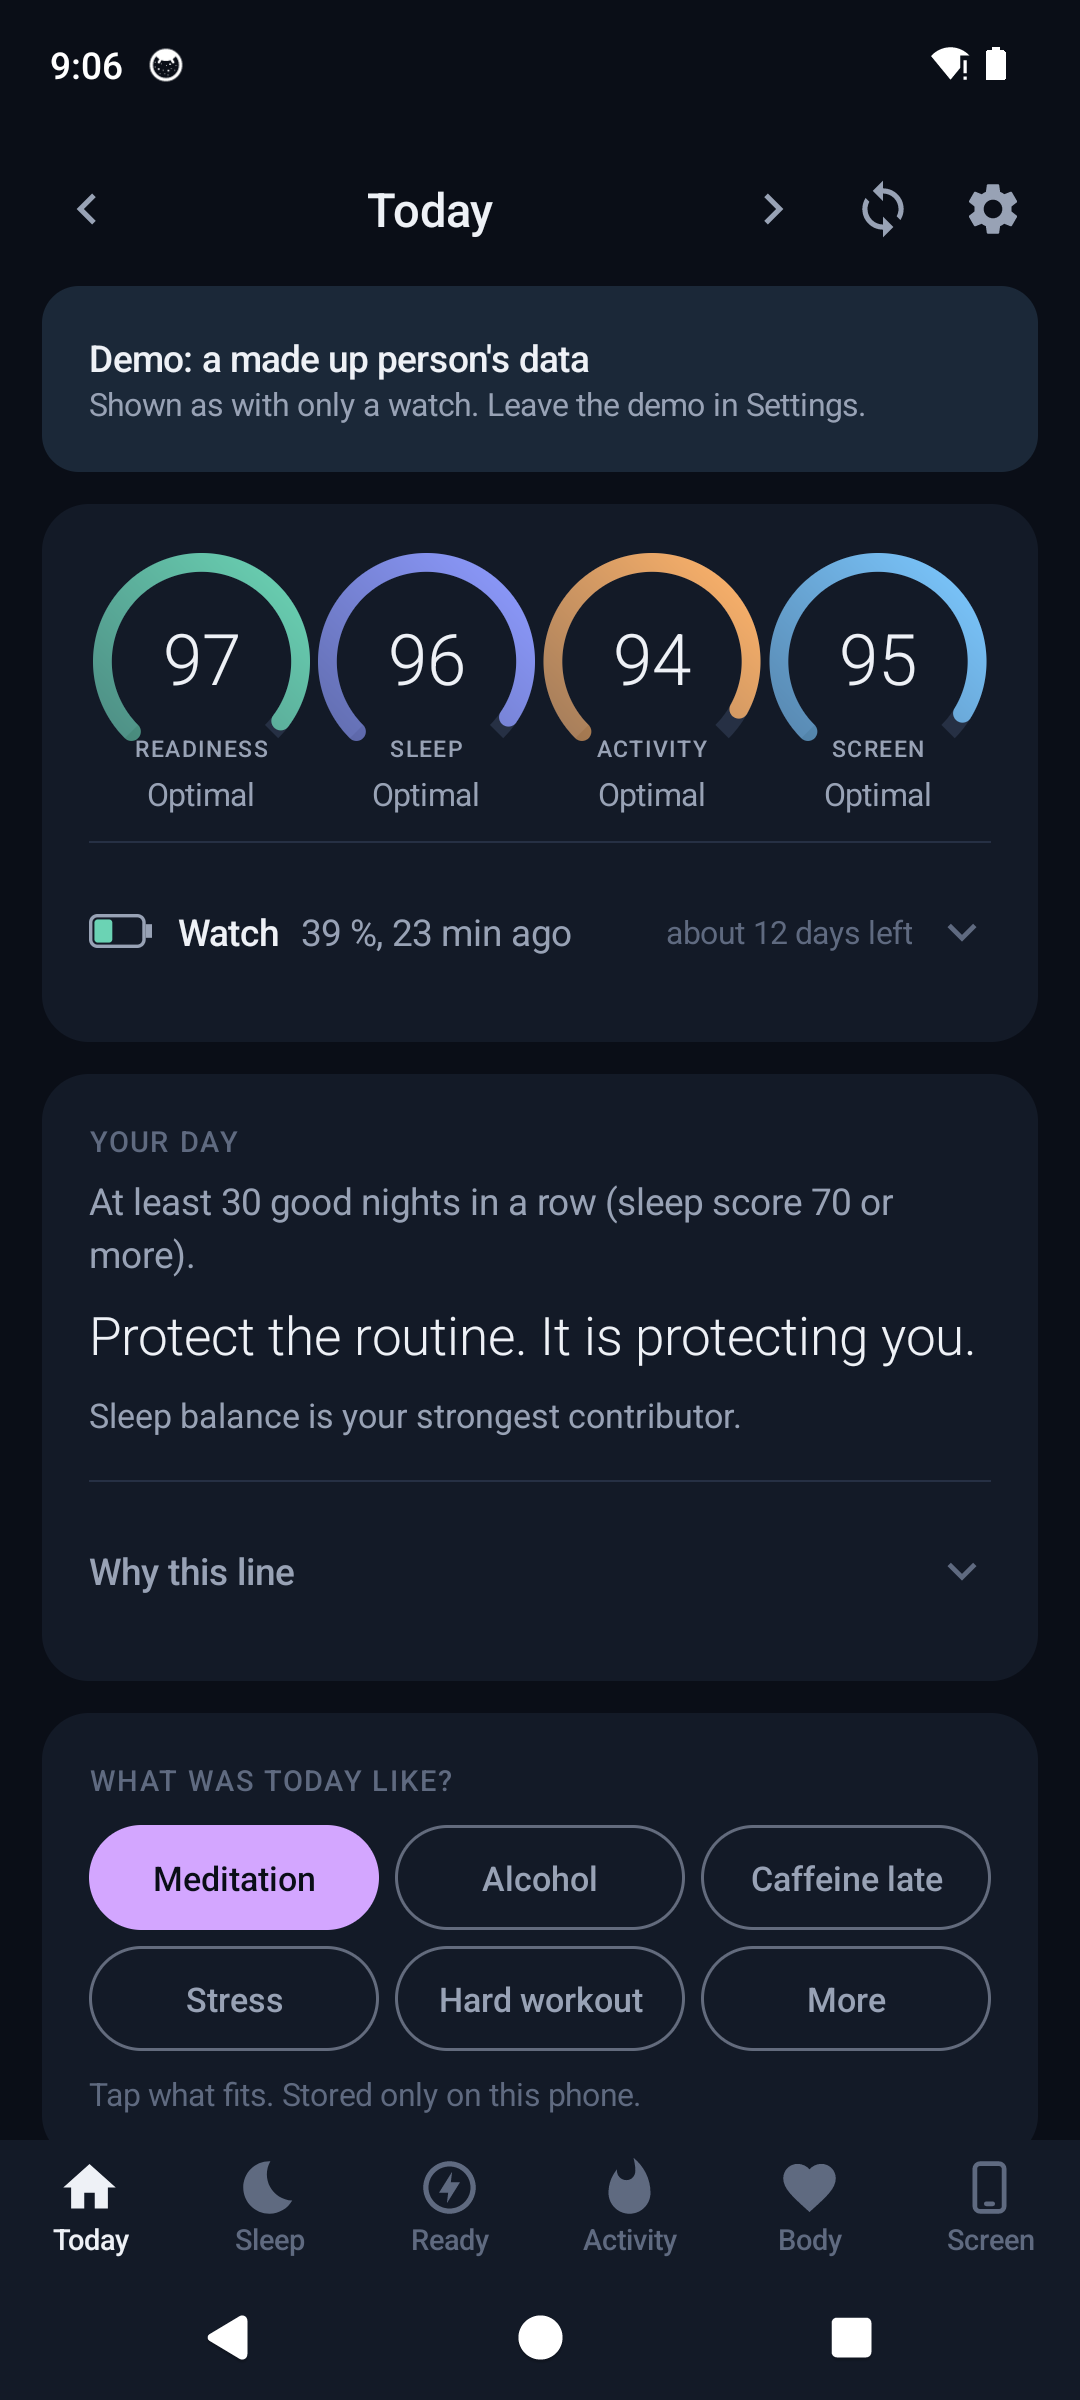 9:06
Today
Demo: a made up person's data
Shown as with only a watch. Leave the demo in Settings.
97
96
94
95
READINESS
SLEEP
ACTIVITY
SCREEN
Optimal
Optimal
Optimal
Optimal
Watch 39 %, 23 min ago
about 12 days left
YOUR DAY
At least 30 good nights in a row (sleep score 70 or
more).
Protect the routine. It is protecting you.
Sleep balance is your strongest contributor.
Why this line
WHAT WAS TODAY LIKE?
Meditation
Alcohol
Caffeine late
Stress
Hard workout
More
Tap what fits. Stored only on this phone.
Today
Sleep
Ready
Activity
Body
Screen